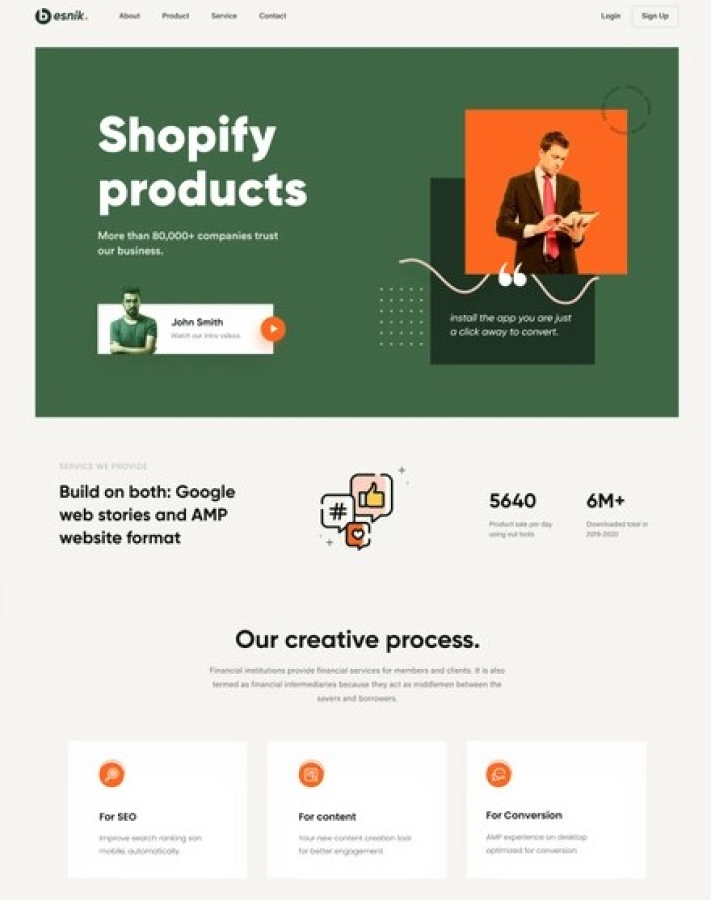 besnik.
About Product Service Contact
Login Sign Up
Shopify
products
More than 80,000+ companies trust
our business.
John Smith
Watch our intro videos
“
install the app you are just
a click away to convert.
SERVICE WE PROVIDE
Build on both: Google
web stories and AMP
website format
#
5640
Product sale per day
using out tools
6M+
Downloaded total in
2019-2020
Our creative process.
Financial institutions provide financial services for members and clients. It is also
termed as financial intermediaries because they act as middlemen between the
savers and borrowers.
For SEO
Improve search ranking son
mobile, automatically.
For content
Your new content creation tool
for better engagement
For Conversion
AMP experience on desktop
optimized for conversion.